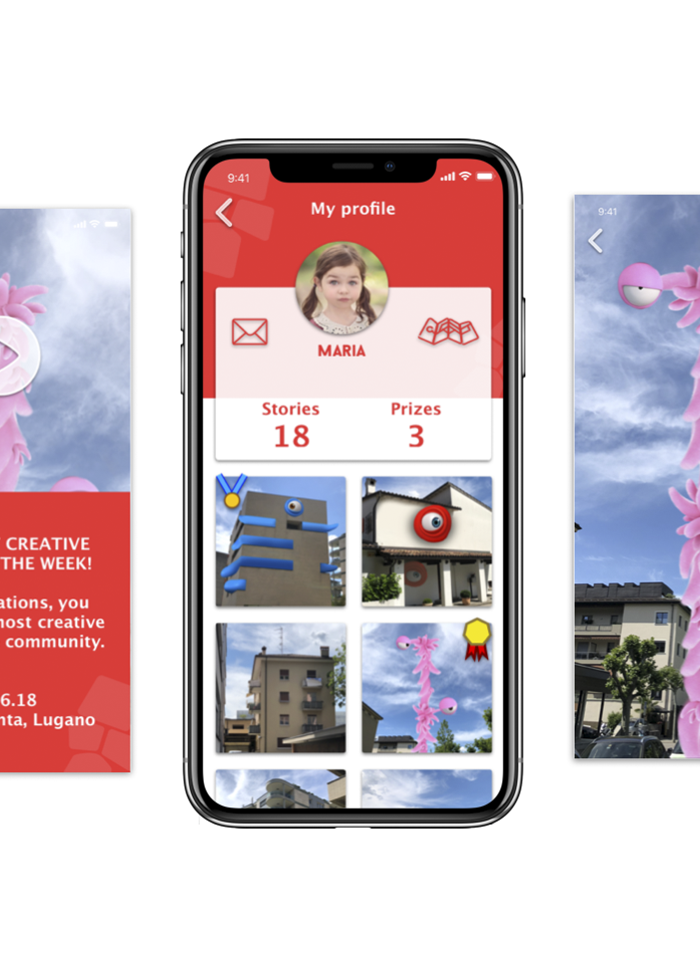 CREATIVE
THE WEEK!
ations, you
nost creative
community.
6.18
nta, Lugano
9:41
My profile
MARIA
Stories
Prizes
18
3
9:41